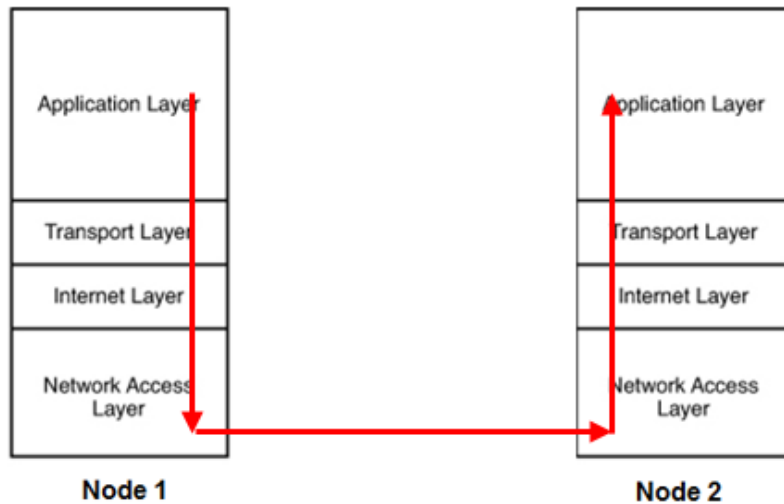 Application Layer
Transport Layer
Internet Layer
Network Access
Layer
Node 1
Application Layer
Transport Layer
Internet Layer
Network Access
Layer
Node 2